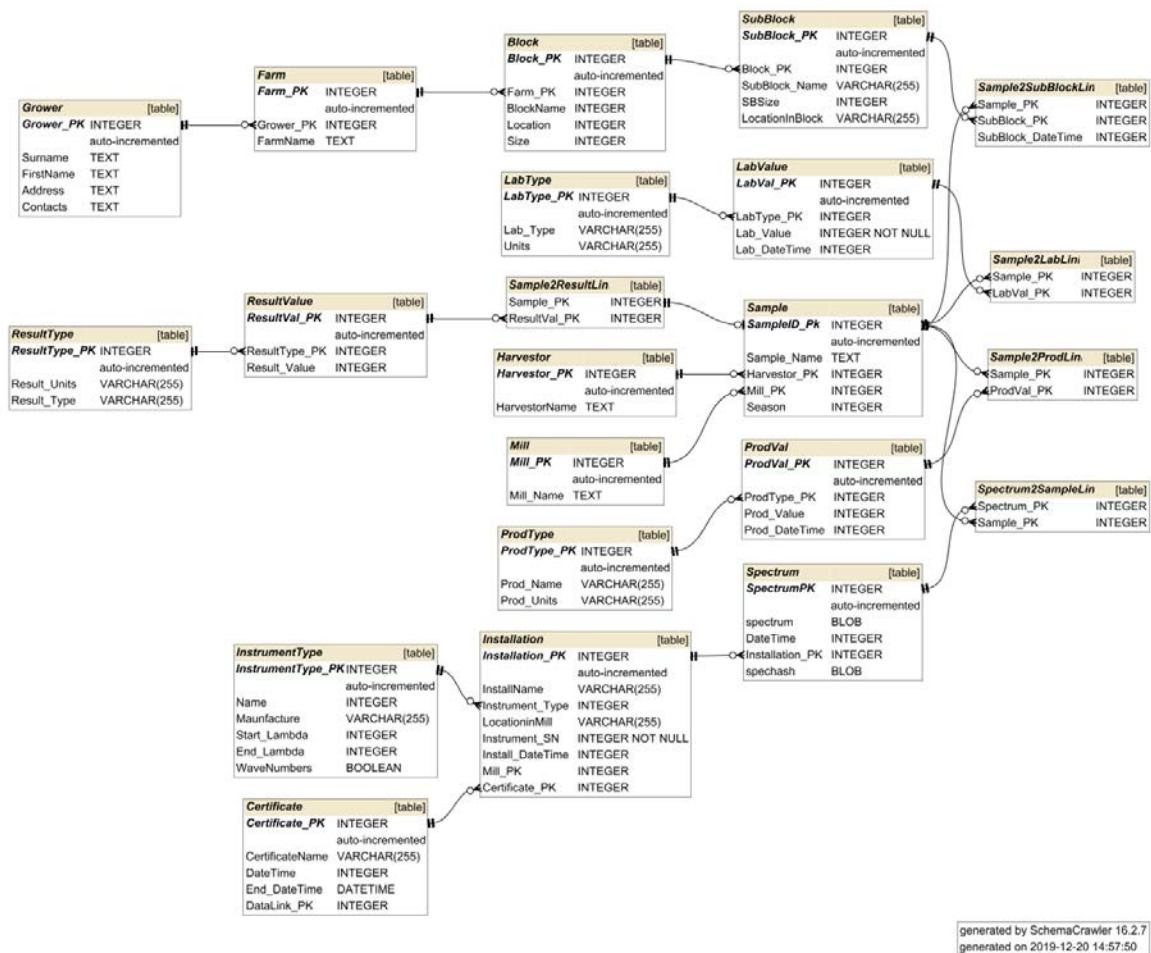 Grower [table]
Grower_PK INTEGER
auto-incremented
Surname TEXT
FirstName TEXT
Address TEXT
Contacts TEXT
Farm [table]
Farm_PK INTEGER
auto-incremented
Grower_PK INTEGER
FarmName TEXT
Block [table]
Block_PK INTEGER
auto-incremented
Farm_PK INTEGER
BlockName INTEGER
Location INTEGER
Size INTEGER
SubBlock [table]
SubBlock_PK INTEGER
auto-incremented
Block_PK INTEGER
SubBlock_Name VARCHAR(255)
SBSize INTEGER
LocationInBlock VARCHAR(255)
Sample2SubBlockLin [table]
Sample_PK INTEGER
SubBlock_PK INTEGER
SubBlock_DateTime INTEGER
LabType [table]
LabType_PK INTEGER
auto-incremented
Lab_Type VARCHAR(255)
Units VARCHAR(255)
LabValue [table]
LabVal_PK INTEGER
auto-incremented
LabType_PK INTEGER
Lab_Value INTEGER NOT NULL
Lab_DateTime INTEGER
Sample2LabLin [table]
Sample_PK INTEGER
LabVal_PK INTEGER
ResultType [table]
ResultType_PK INTEGER
auto-incremented
Result_Units VARCHAR(255)
Result_Type VARCHAR(255)
ResultValue [table]
ResultVal_PK INTEGER
auto-incremented
ResultType_PK INTEGER
Result_Value INTEGER
Sample2ResultLin [table]
Sample_PK INTEGER
ResultVal_PK INTEGER
Sample [table]
SampleID_Pk INTEGER
auto-incremented
Sample_Name TEXT
Harvestor_PK INTEGER
Mill_PK INTEGER
Season INTEGER
Sample2ProdLin [table]
Sample_PK INTEGER
ProdVal_PK INTEGER
Harvestor [table]
Harvestor_PK INTEGER
auto-incremented
HarvestorName TEXT
Mill [table]
Mill_PK INTEGER
auto-incremented
Mill_Name TEXT
ProdVal [table]
ProdVal_PK INTEGER
auto-incremented
ProdType_PK INTEGER
Prod_Value INTEGER
Prod_DateTime INTEGER
Spectrum2SampleLin [table]
Spectrum_PK INTEGER
Sample_PK INTEGER
ProdType [table]
ProdType_PK INTEGER
auto-incremented
Prod_Name VARCHAR(255)
Prod_Units VARCHAR(255)
Spectrum [table]
SpectrumPK INTEGER
auto-incremented
spectrum BLOB
DateTime INTEGER
Installation_PK INTEGER
spechash BLOB
InstrumentType [table]
InstrumentType_PK INTEGER
auto-incremented
Name INTEGER
Maunfacture VARCHAR(255)
Start_Lambda INTEGER
End_Lambda INTEGER
WaveNumbers BOOLEAN
Installation [table]
Installation_PK INTEGER
auto-incremented
InstallName VARCHAR(255)
Instrument_Type INTEGER
LocationinMill VARCHAR(255)
Instrument_SN INTEGER NOT NULL
Install_DateTime INTEGER
Mill_PK INTEGER
Certificate_PK INTEGER
Certificate [table]
Certificate_PK INTEGER
auto-incremented
CertificateName VARCHAR(255)
DateTime INTEGER
End_DateTime DATETIME
DataLink_PK INTEGER
generated by SchemaCrawler 16.2.7
generated on 2019-12-20 14:57:50